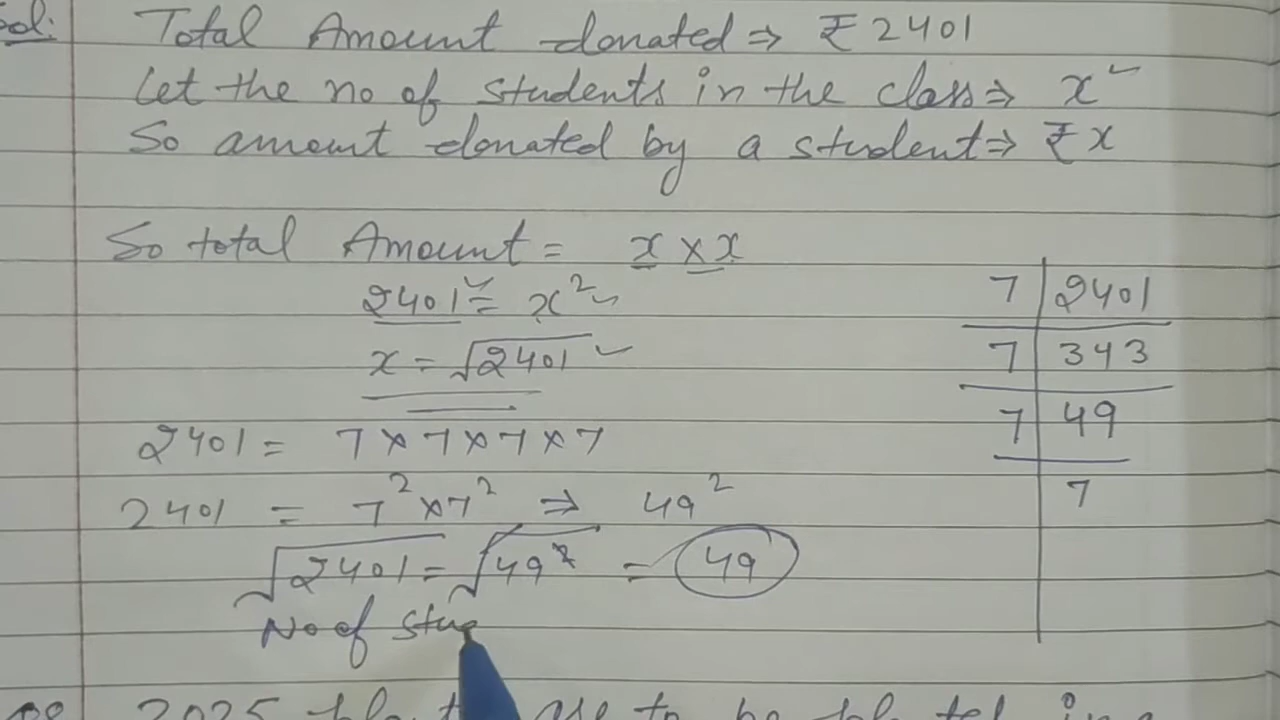 Sol:
Total Amount donated ⇒ ₹ 2401
Let the no of students in the class ⇒ x
So amount donated by a student ⇒ ₹ x
So total Amount = x × x
2401 = x²
x = √2401
2401 = 7 × 7 × 7 × 7
2401 = 7² × 7² ⇒ 49²
√2401 = √49² = 49
No of Stu
7 | 2401
7 | 343
7 | 49
7
2025